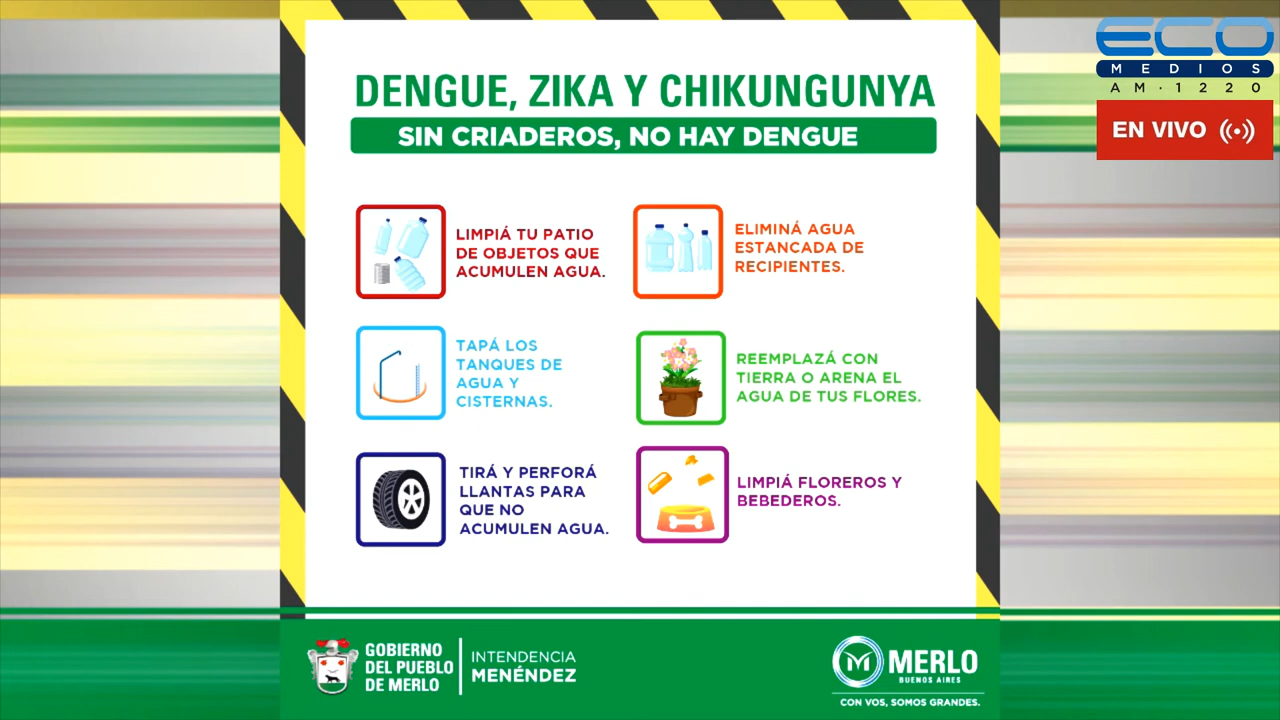 ECO
MEDIOS
AM·1220
EN VIVO
DENGUE, ZIKA Y CHIKUNGUNYA
SIN CRIADEROS, NO HAY DENGUE
LIMPIÁ TU PATIO
DE OBJETOS QUE
ACUMULEN AGUA.
ELIMINÁ AGUA
ESTANCADA DE
RECIPIENTES.
TAPÁ LOS
TANQUES DE
AGUA Y
CISTERNAS.
REEMPLAZÁ CON
TIERRA O ARENA EL
AGUA DE TUS FLORES.
TIRÁ Y PERFORÁ
LLANTAS PARA
QUE NO
ACUMULEN AGUA.
LIMPIÁ FLOREROS Y
BEBEDEROS.
GOBIERNO
DEL PUEBLO
DE MERLO
INTENDENCIA
MENÉNDEZ
M
MERLO
BUENOS AIRES
CON VOS, SOMOS GRANDES.